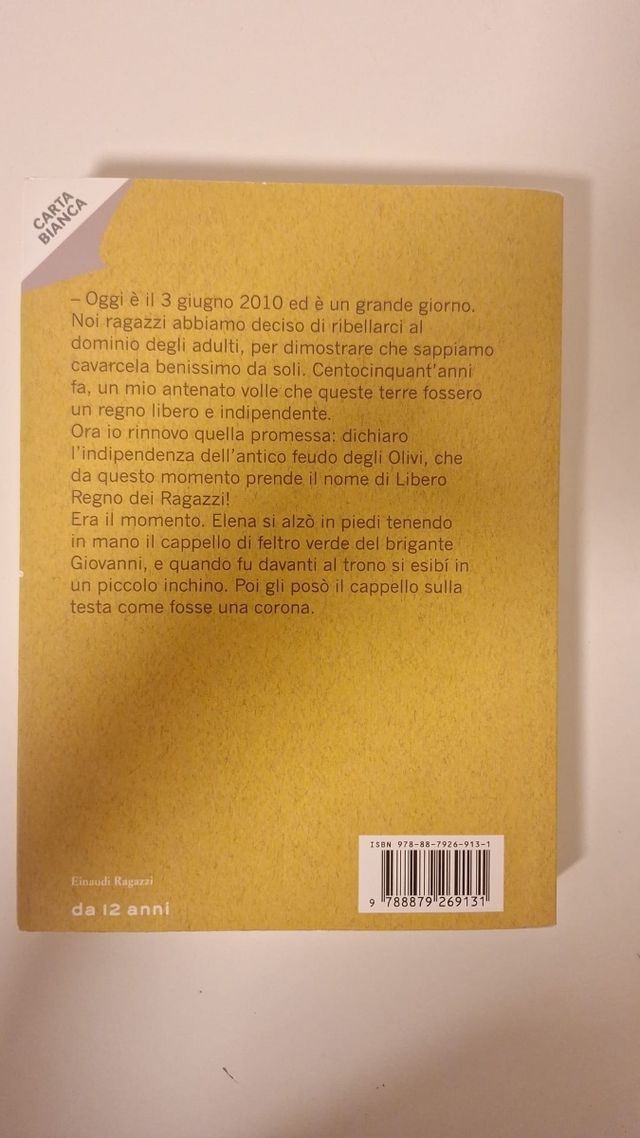 CARTA
BIANCA
– Oggi è il 3 giugno 2010 ed è un grande giorno.
Noi ragazzi abbiamo deciso di ribellarci al
dominio degli adulti, per dimostrare che sappiamo
cavarcela benissimo da soli. Centocinquant'anni
fa, un mio antenato volle che queste terre fossero
un regno libero e indipendente.
Ora io rinnovo quella promessa: dichiaro
l'indipendenza dell'antico feudo degli Olivi, che
da questo momento prende il nome di Libero
Regno dei Ragazzi!
Era il momento. Elena si alzò in piedi tenendo
in mano il cappello di feltro verde del brigante
Giovanni, e quando fu davanti al trono si esibí in
un piccolo inchino. Poi gli posò il cappello sulla
testa come fosse una corona.
Einaudi Ragazzi
da 12 anni
ISBN 978-88-7926-913-1
9 788879 269131